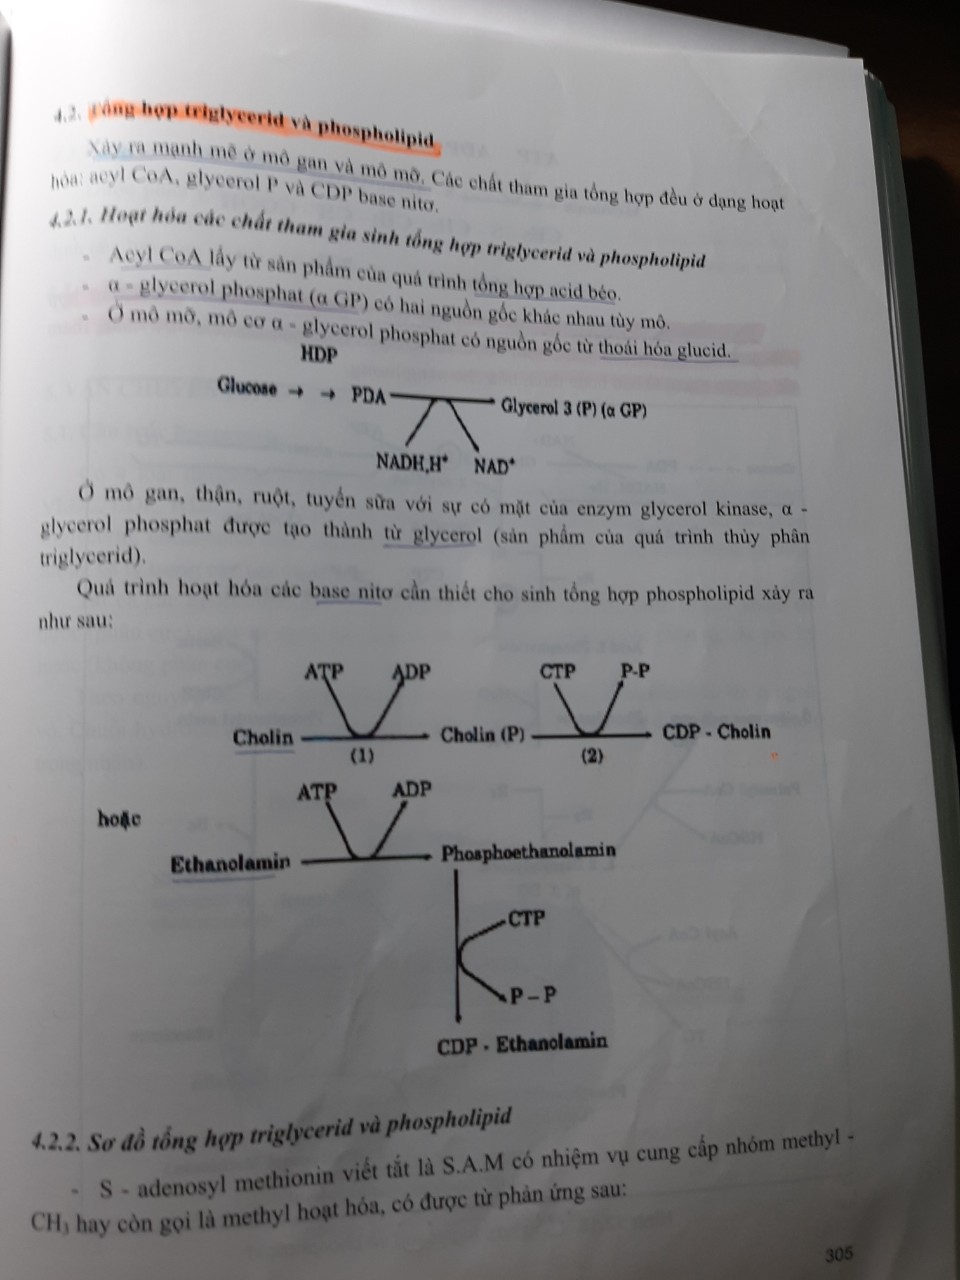 4.2. Tổng hợp triglycerid và phospholipid
Xảy ra mạnh mẽ ở mô gan và mô mỡ. Các chất tham gia tổng hợp đều ở dạng hoạt
hóa: acyl CoA, glycerol P và CDP base nitơ.
4.2.1. Hoạt hóa các chất tham gia sinh tổng hợp triglycerid và phospholipid
- Acyl CoA lấy từ sản phẩm của quá trình tổng hợp acid béo.
- α - glycerol phosphat (α GP) có hai nguồn gốc khác nhau tùy mô.
- Ở mô mỡ, mô cơ α - glycerol phosphat có nguồn gốc từ thoái hóa glucid.
HDP
Glucose → → PDA Glycerol 3 (P) (α GP)
NADH,H⁺ NAD⁺
Ở mô gan, thận, ruột, tuyến sữa với sự có mặt của enzym glycerol kinase, α -
glycerol phosphat được tạo thành từ glycerol (sản phẩm của quá trình thủy phân
triglycerid).
Quá trình hoạt hóa các base nitơ cần thiết cho sinh tổng hợp phospholipid xảy ra
như sau:
ATP ADP CTP P-P
Cholin Cholin (P) CDP - Cholin
(1) (2)
ATP ADP
hoặc
Ethanolamin Phosphoethanolamin
CTP
P – P
CDP - Ethanolamin
4.2.2. Sơ đồ tổng hợp triglycerid và phospholipid
- S - adenosyl methionin viết tắt là S.A.M có nhiệm vụ cung cấp nhóm methyl -
CH₃ hay còn gọi là methyl hoạt hóa, có được từ phản ứng sau:
305